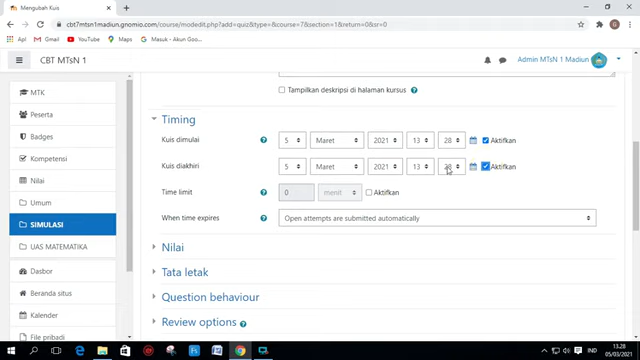 Mengubah Kuis
cbt7mtsn1madiun.gnomio.com/course/modedit.php?add=quiz&type=&course=7&section=1&return=0&sr=0
Apl
Gmail
YouTube
Maps
Masuk - Akun Goo...
CBT MTsN 1
Admin MTsN 1 Madiun
MTK
Peserta
Badges
Kompetensi
Nilai
Umum
SIMULASI
UAS MATEMATIKA
Dasbor
Beranda situs
Kalender
File pribadi
Tampilkan deskripsi di halaman kursus
Timing
Kuis dimulai 5 Maret 2021 13 28 Aktifkan
Kuis diakhiri 5 Maret 2021 13 28 Aktifkan
Time limit 0 menit Aktifkan
When time expires Open attempts are submitted automatically
Nilai
Tata letak
Question behaviour
Review options
IND
13.28
05/03/2021